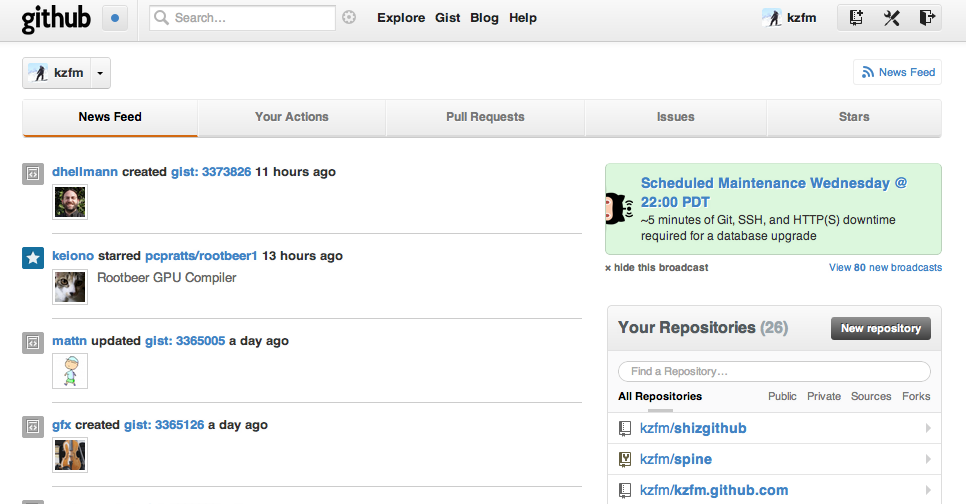 github
Search...
Explore Gist Blog Help
kzfm
kzfm
News Feed
News Feed
Your Actions
Pull Requests
Issues
Stars
dhellmann created gist: 3373826 11 hours ago
keiono starred pcpratts/rootbeer1 13 hours ago
Rootbeer GPU Compiler
mattn updated gist: 3365005 a day ago
gfx created gist: 3365126 a day ago
Scheduled Maintenance Wednesday @
22:00 PDT
~5 minutes of Git, SSH, and HTTP(S) downtime
required for a database upgrade
x hide this broadcast
View 80 new broadcasts
Your Repositories (26)
New repository
Find a Repository...
All Repositories
Public Private Sources Forks
kzfm/shizgithub
kzfm/spine
kzfm/kzfm.github.com